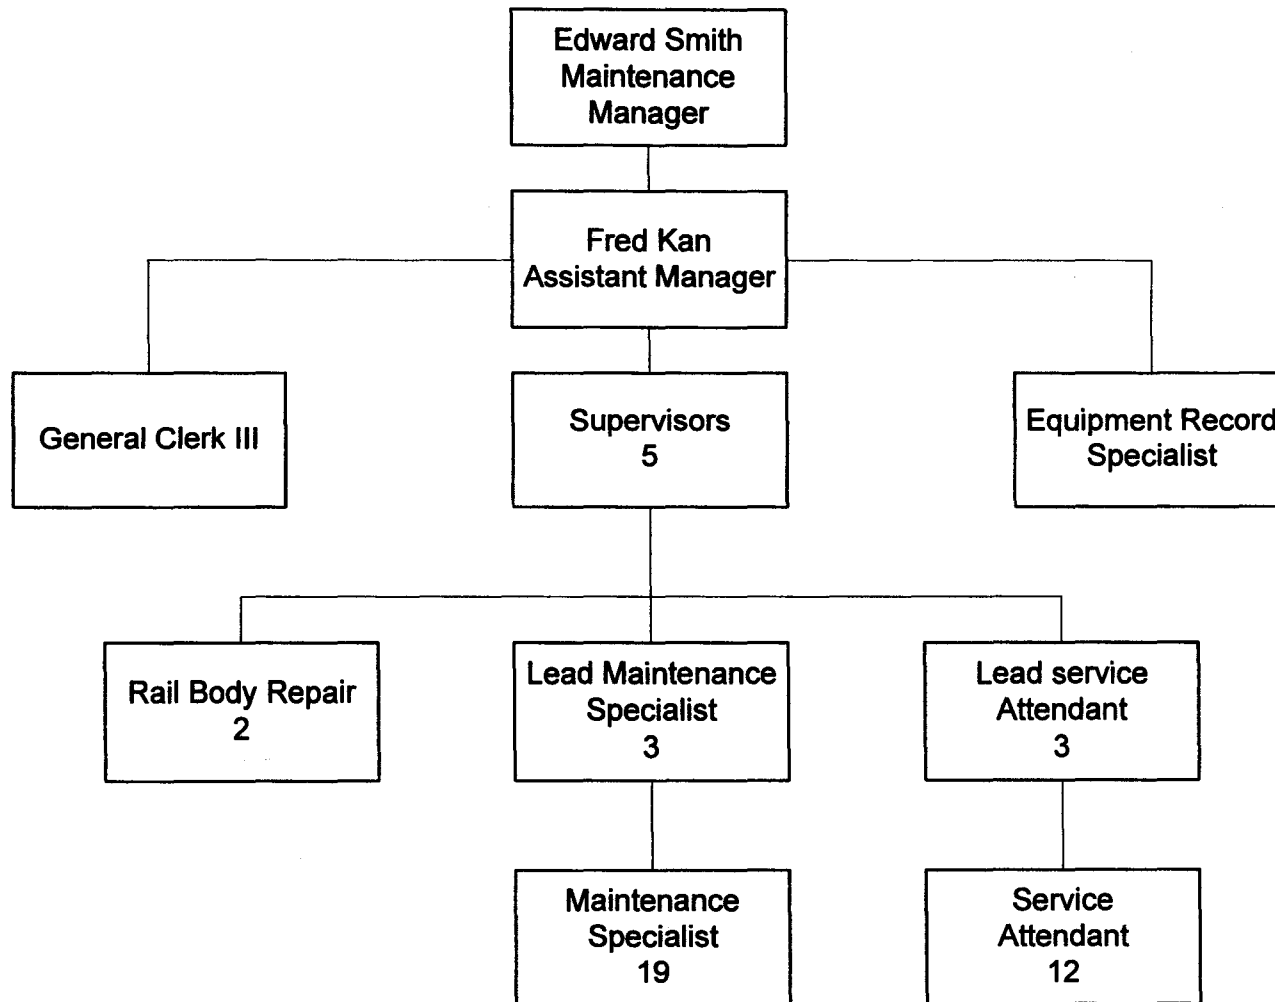 Edward Smith
Maintenance
Manager
Fred Kan
Assistant Manager
General Clerk III
Supervisors
5
Equipment Record
Specialist
Rail Body Repair
2
Lead Maintenance
Specialist
3
Lead service
Attendant
3
Maintenance
Specialist
19
Service
Attendant
12